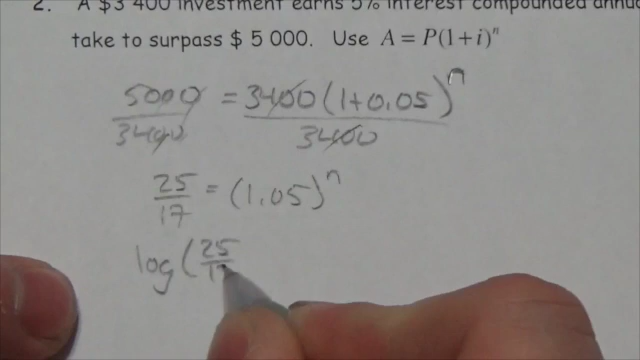 2. A $3 400 investment earns 5% interest compounded annua
take to surpass $ 5 000. Use A = P(1+i)^n
5000/3400 = 3400(1+0.05)^n/3400
25/17 = (1.05)^n
log(25/1